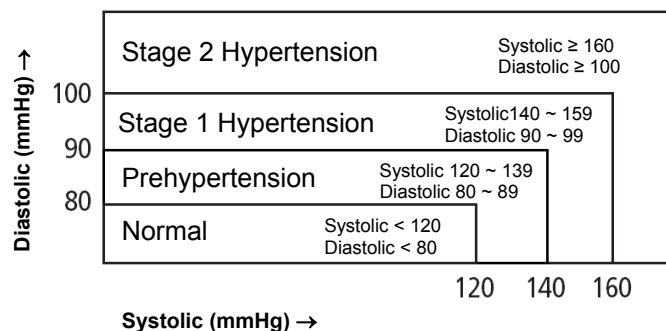 Diastolic (mmHg) →
Stage 2 Hypertension
Systolic ≥ 160
Diastolic ≥ 100
100
Stage 1 Hypertension
Systolic140 ~ 159
Diastolic 90 ~ 99
90
Prehypertension
Systolic 120 ~ 139
Diastolic 80 ~ 89
80
Normal
Systolic < 120
Diastolic < 80
120 140 160
Systolic (mmHg) →